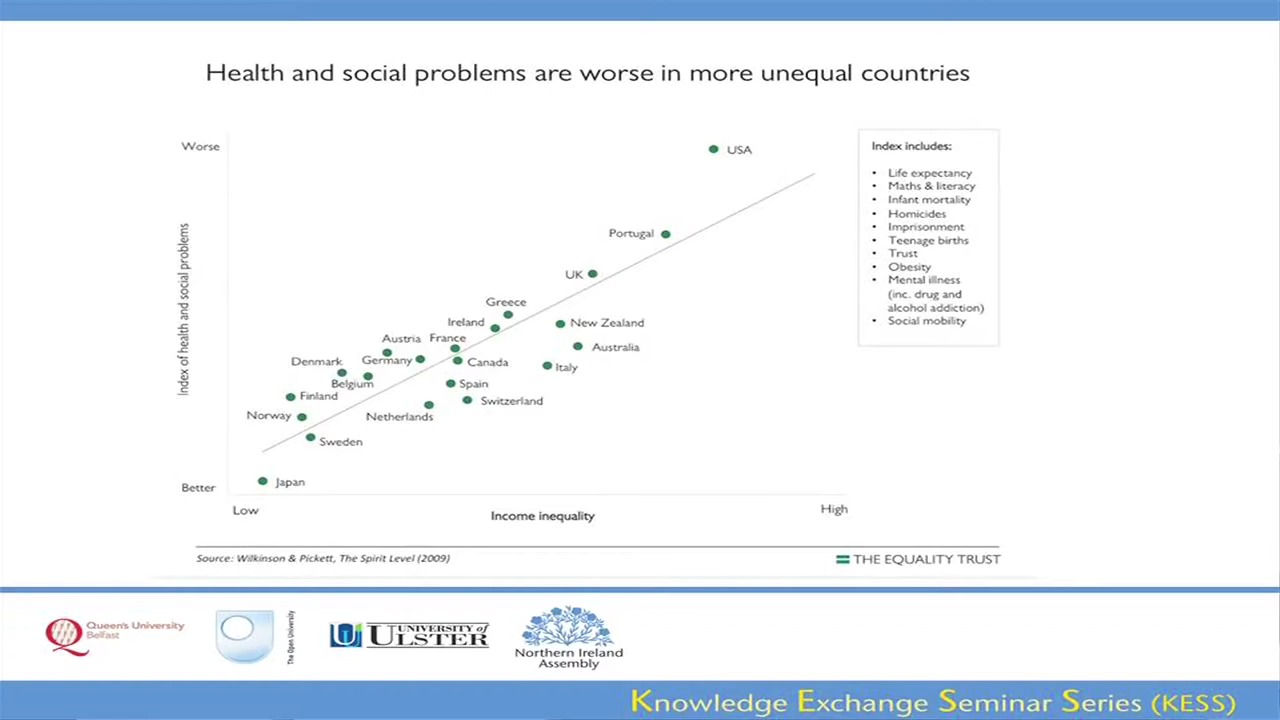 Health and social problems are worse in more unequal countries
Worse
USA
Index includes:
• Life expectancy
• Maths & literacy
• Infant mortality
• Homicides
• Imprisonment
• Teenage births
• Trust
• Obesity
• Mental illness
(inc. drug and
alcohol addiction)
• Social mobility
Index of health and social problems
Portugal
UK
Greece
Ireland
New Zealand
Austria
France
Australia
Denmark
Germany
Canada
Italy
Belgium
Spain
Finland
Switzerland
Norway
Netherlands
Sweden
Japan
Better
Low
Income inequality
High
Source: Wilkinson & Pickett, The Spirit Level (2009)
THE EQUALITY TRUST
Queen's University
Belfast
The Open University
UNIVERSITY of
ULSTER
Northern Ireland
Assembly
Knowledge Exchange Seminar Series (KESS)